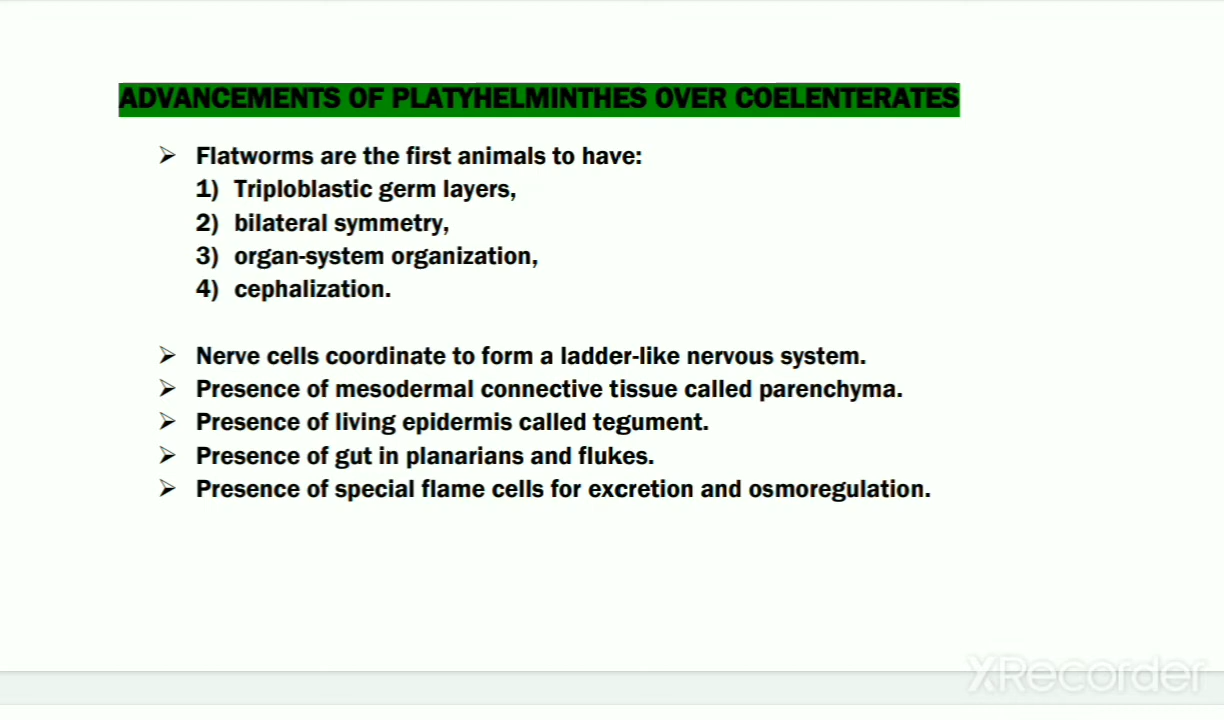 ADVANCEMENTS OF PLATYHELMINTHES OVER COELENTERATES
➢ Flatworms are the first animals to have:
1) Triploblastic germ layers,
2) bilateral symmetry,
3) organ-system organization,
4) cephalization.
➢ Nerve cells coordinate to form a ladder-like nervous system.
➢ Presence of mesodermal connective tissue called parenchyma.
➢ Presence of living epidermis called tegument.
➢ Presence of gut in planarians and flukes.
➢ Presence of special flame cells for excretion and osmoregulation.
XRecorder